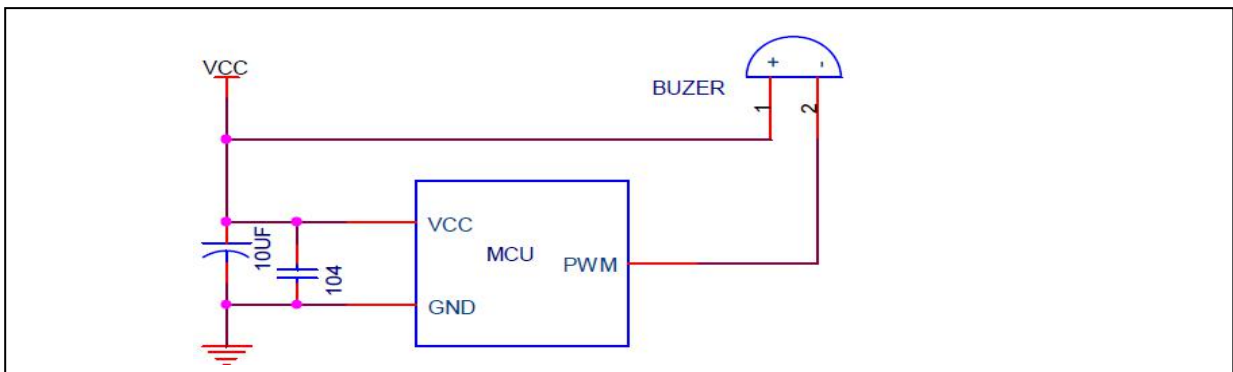 VCC
BUZER
+ -
1
2
VCC
MCU
PWM
10UF
104
GND